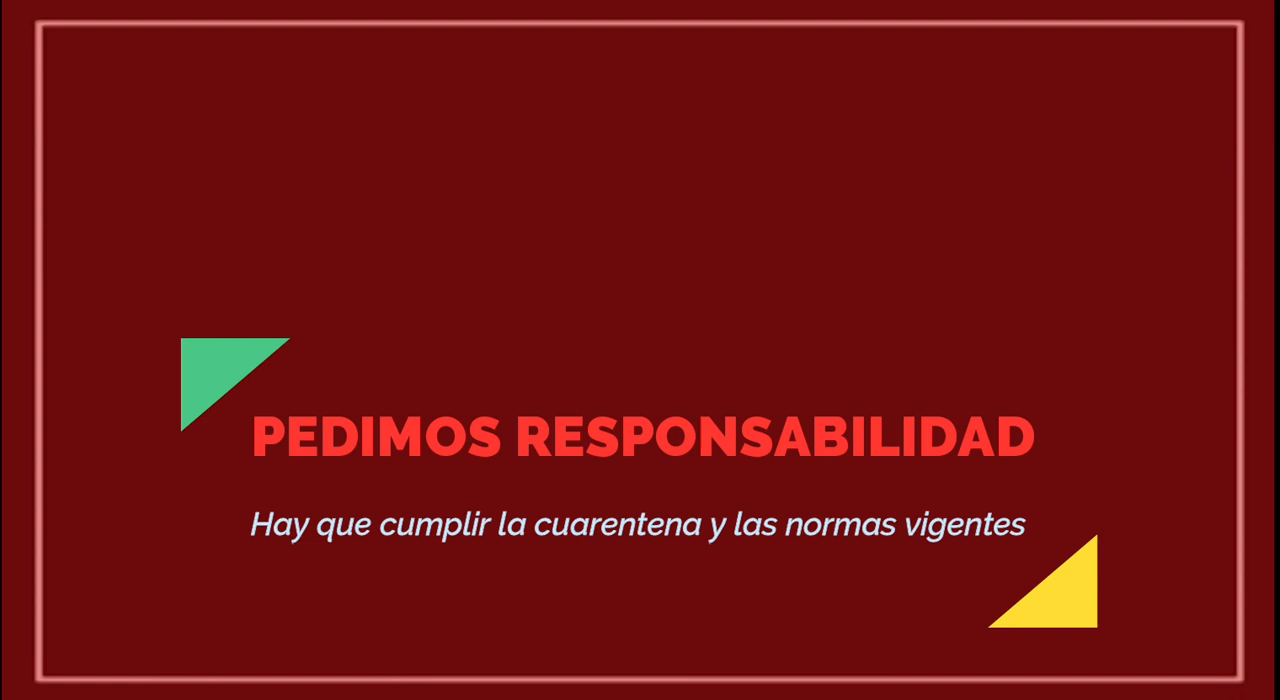 PEDIMOS RESPONSABILIDAD
Hay que cumplir la cuarentena y las normas vigentes